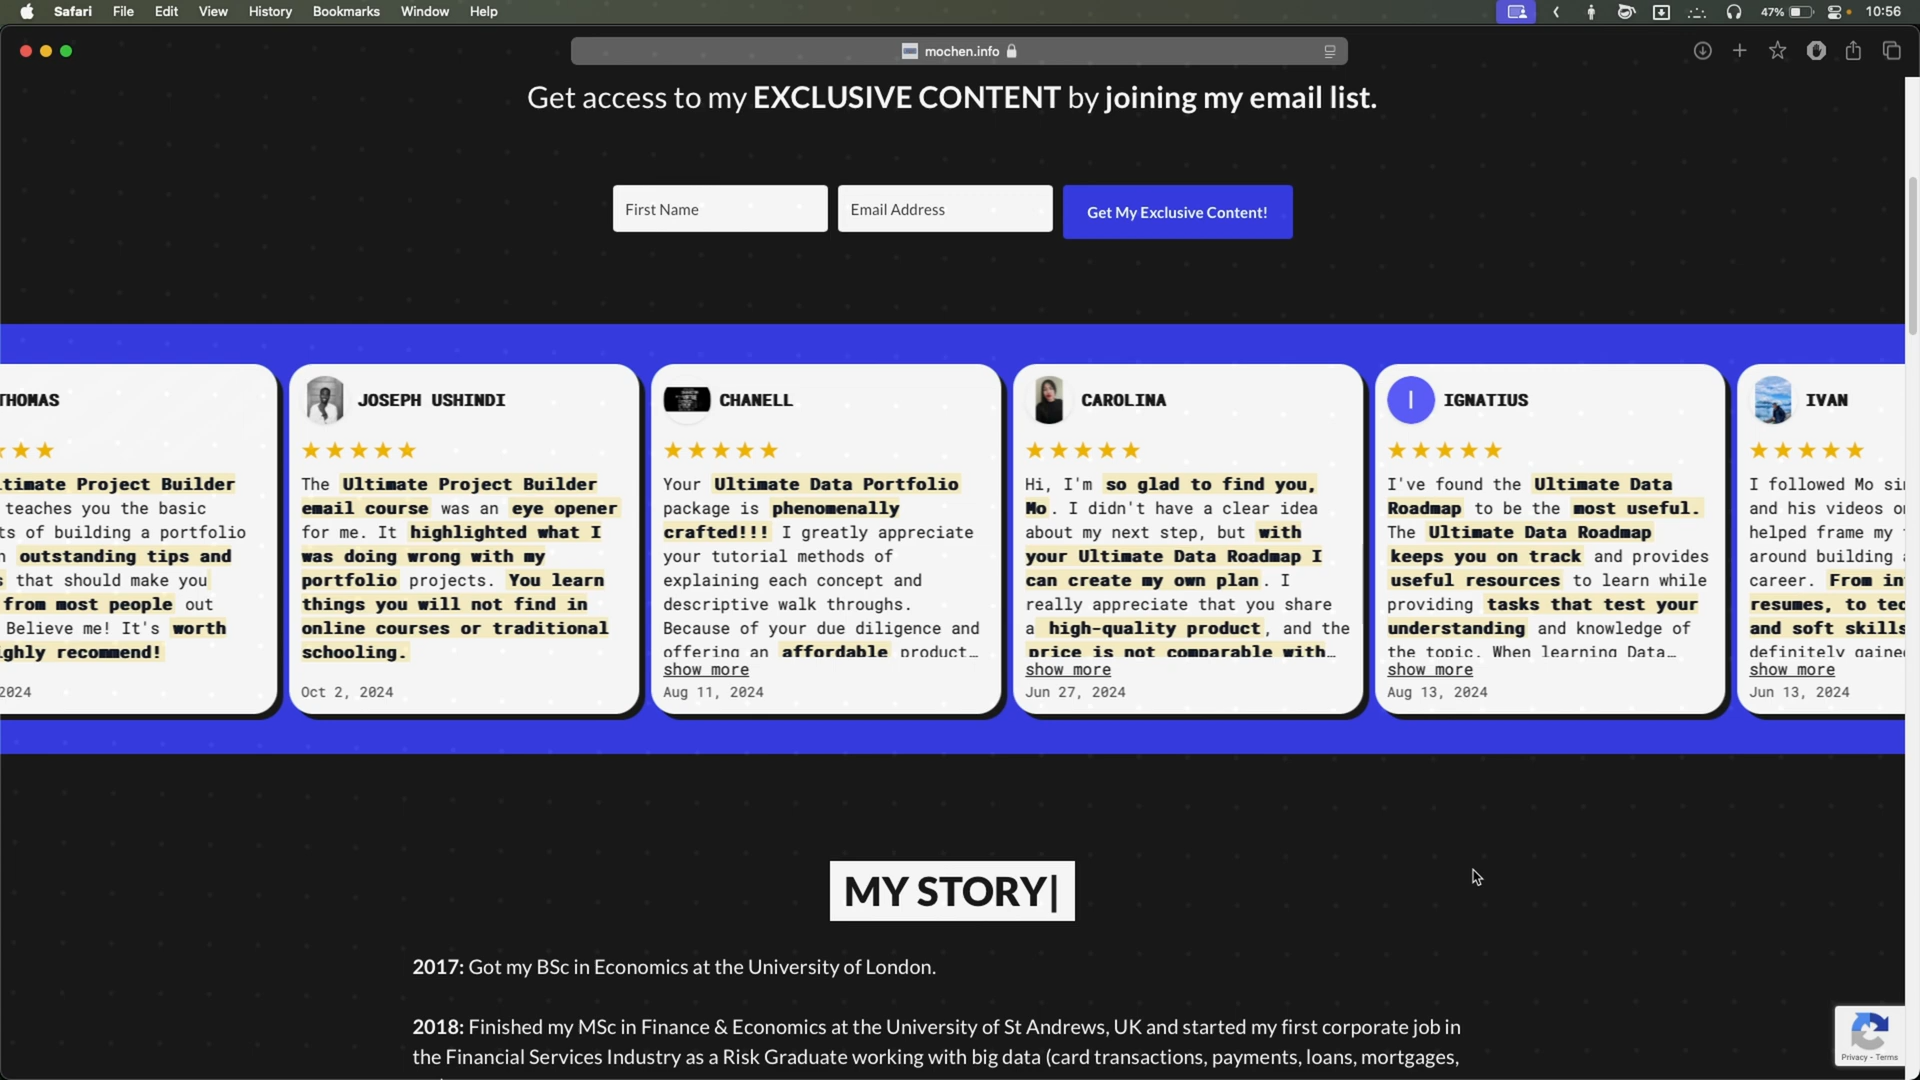 Safari File Edit View History Bookmarks Window Help 47% 10:56
mochen.info
Get access to my EXCLUSIVE CONTENT by joining my email list.
First Name Email Address Get My Exclusive Content!
THOMAS
ltimate Project Builder
teaches you the basic
ts of building a portfolio
outstanding tips and
that should make you
from most people out
Believe me! It's worth
ghly recommend!
2024
JOSEPH USHINDI
The Ultimate Project Builder
email course was an eye opener
for me. It highlighted what I
was doing wrong with my
portfolio projects. You learn
things you will not find in
online courses or traditional
schooling.
Oct 2, 2024
CHANELL
Your Ultimate Data Portfolio
package is phenomenally
crafted!!! I greatly appreciate
your tutorial methods of
explaining each concept and
descriptive walk throughs.
Because of your due diligence and
offering an affordable product…
show more
Aug 11, 2024
CAROLINA
Hi, I'm so glad to find you,
Mo. I didn't have a clear idea
about my next step, but with
your Ultimate Data Roadmap I
can create my own plan. I
really appreciate that you share
a high-quality product, and the
price is not comparable with…
show more
Jun 27, 2024
I IGNATIUS
I've found the Ultimate Data
Roadmap to be the most useful.
The Ultimate Data Roadmap
keeps you on track and provides
useful resources to learn while
providing tasks that test your
understanding and knowledge of
the topic. When learning Data…
show more
Aug 13, 2024
IVAN
I followed Mo si
and his videos o
helped frame my
around building
career. From in
resumes, to tec
and soft skills
definitely gained
show more
Jun 13, 2024
MY STORY|
2017: Got my BSc in Economics at the University of London.
2018: Finished my MSc in Finance & Economics at the University of St Andrews, UK and started my first corporate job in
the Financial Services Industry as a Risk Graduate working with big data (card transactions, payments, loans, mortgages,
Privacy - Terms